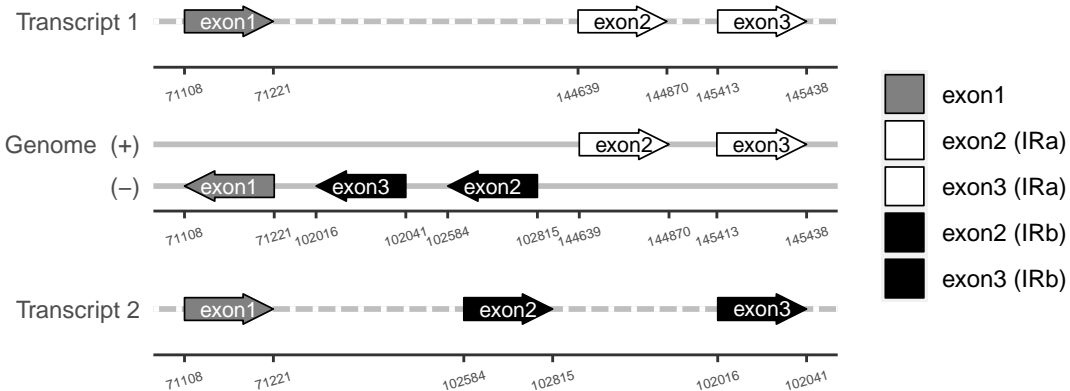 Transcript 1 exon1 exon2 exon3
71108 71221 144639 144870 145413 145438
Genome (+) exon2 exon3
(−) exon1 exon3 exon2
71108 71221 102016 102041 102584 102815 144639 144870 145413 145438
Transcript 2 exon1 exon2 exon3
71108 71221 102584 102815 102016 102041
exon1
exon2 (IRa)
exon3 (IRa)
exon2 (IRb)
exon3 (IRb)